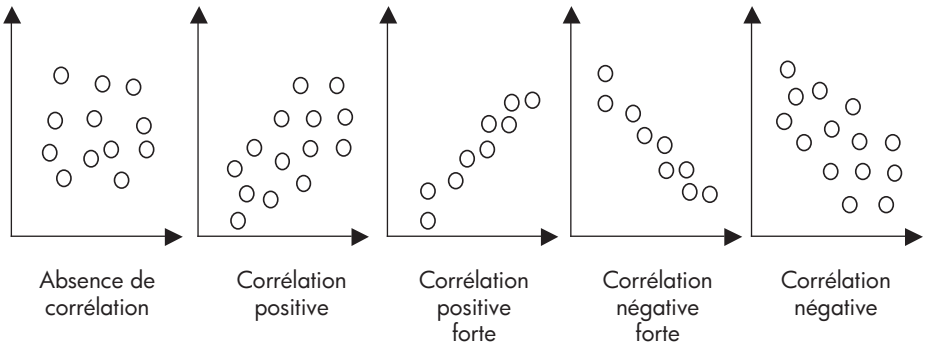 Absence de
corrélation
Corrélation
positive
Corrélation
positive
forte
Corrélation
négative
forte
Corrélation
négative